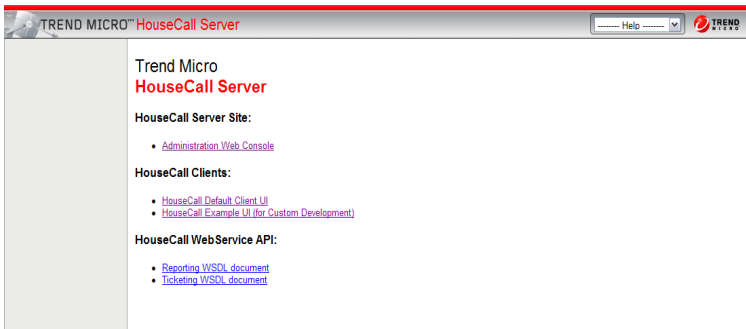 TREND MICRO™ HouseCall Server
-------- Help --------
TREND MICRO
Trend Micro
HouseCall Server
HouseCall Server Site:
• Administration Web Console
HouseCall Clients:
• HouseCall Default Client UI
• HouseCall Example UI (for Custom Development)
HouseCall WebService API:
• Reporting WSDL document
• Ticketing WSDL document